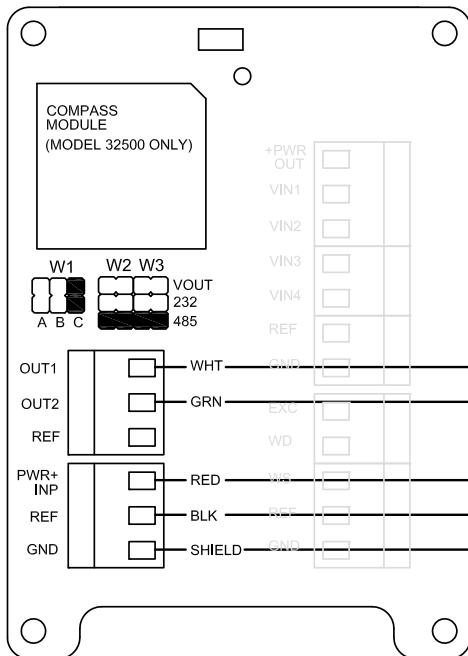 COMPASS
MODULE
(MODEL 32500 ONLY)
+PWR
OUT
VIN1
VIN2
VIN3
VIN4
REF
GND
EXC
WD
WS
REF
GND
W1
W2 W3
VOUT
232
485
A B C
OUT1
WHT
OUT2
GRN
REF
PWR+
INP
RED
REF
BLK
GND
SHIELD